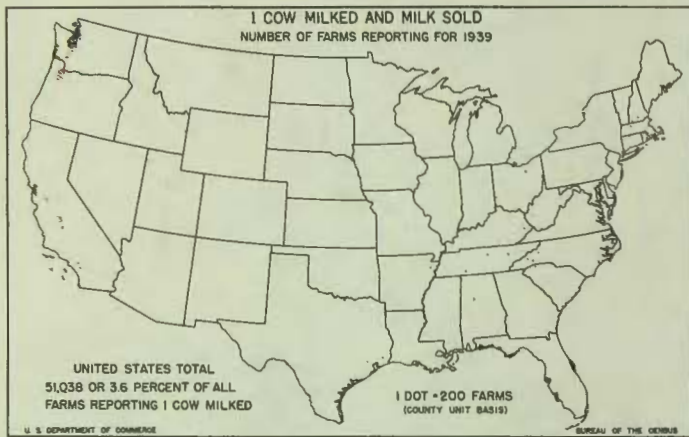 1 COW MILKED AND MILK SOLD
NUMBER OF FARMS REPORTING FOR 1939
UNITED STATES TOTAL
51,038 OR 3.6 PERCENT OF ALL
FARMS REPORTING 1 COW MILKED
1 DOT = 200 FARMS
(COUNTY UNIT BASIS)
U. S. DEPARTMENT OF COMMERCE
BUREAU OF THE CENSUS